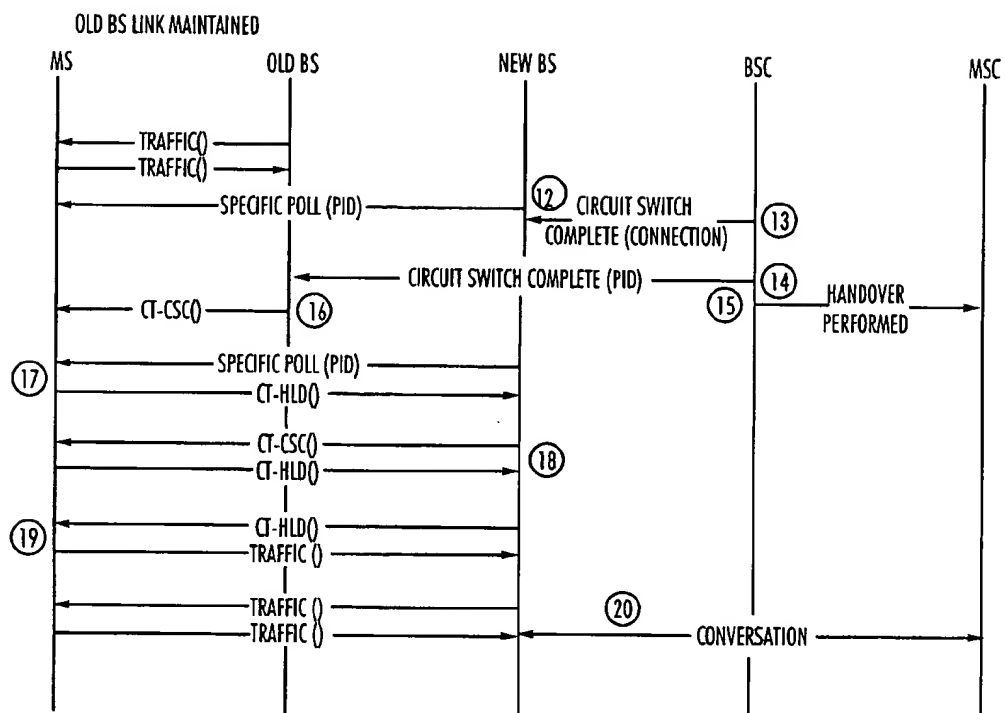 OLD BS LINK MAINTAINED
MS OLD BS NEW BS BSC MSC
TRAFFIC()
TRAFFIC()
SPECIFIC POLL (PID)
12
CIRCUIT SWITCH
COMPLETE (CONNECTION)
13
CIRCUIT SWITCH COMPLETE (PID)
14
CT-CSC()
16
15
HANDOVER
PERFORMED
SPECIFIC POLL (PID)
17
CT-HLD()
CT-CSC()
18
CT-HLD()
CT-HLD()
19
TRAFFIC ()
TRAFFIC ()
20
TRAFFIC ()
CONVERSATION